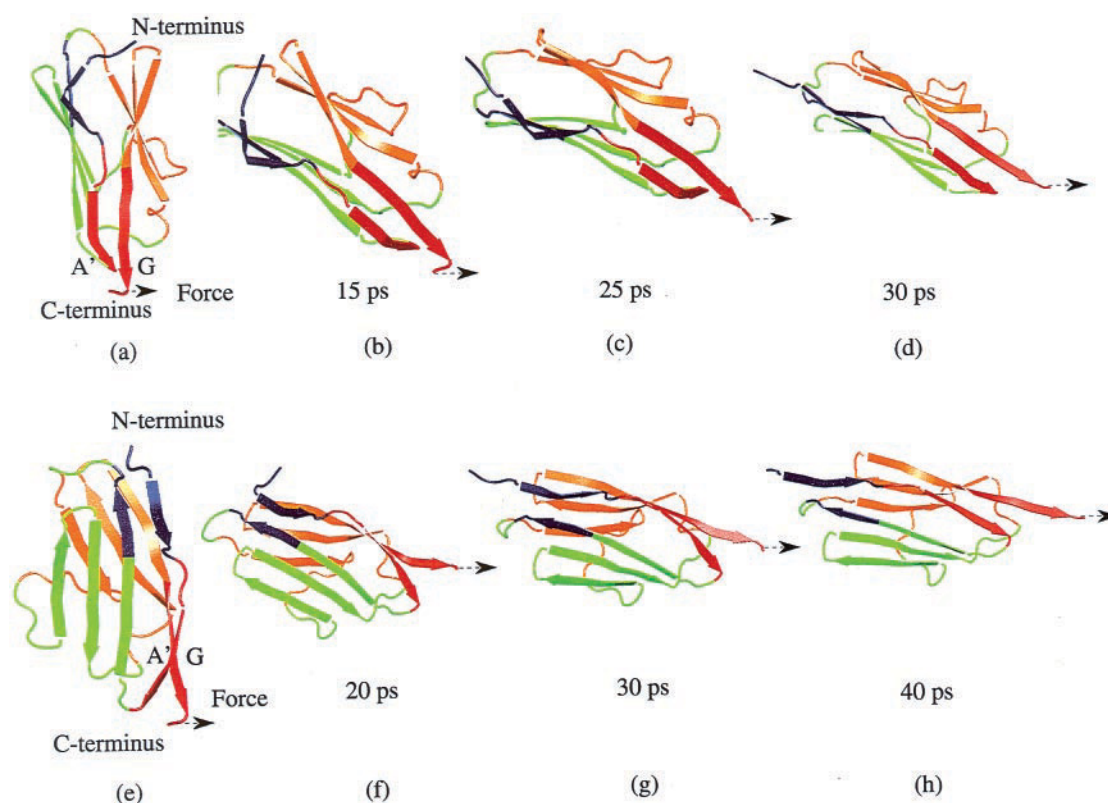 N-terminus
A' G
C-terminus Force
15 ps
25 ps
30 ps
(a)
(b)
(c)
(d)
N-terminus
A' G
Force
C-terminus
20 ps
30 ps
40 ps
(e)
(f)
(g)
(h)